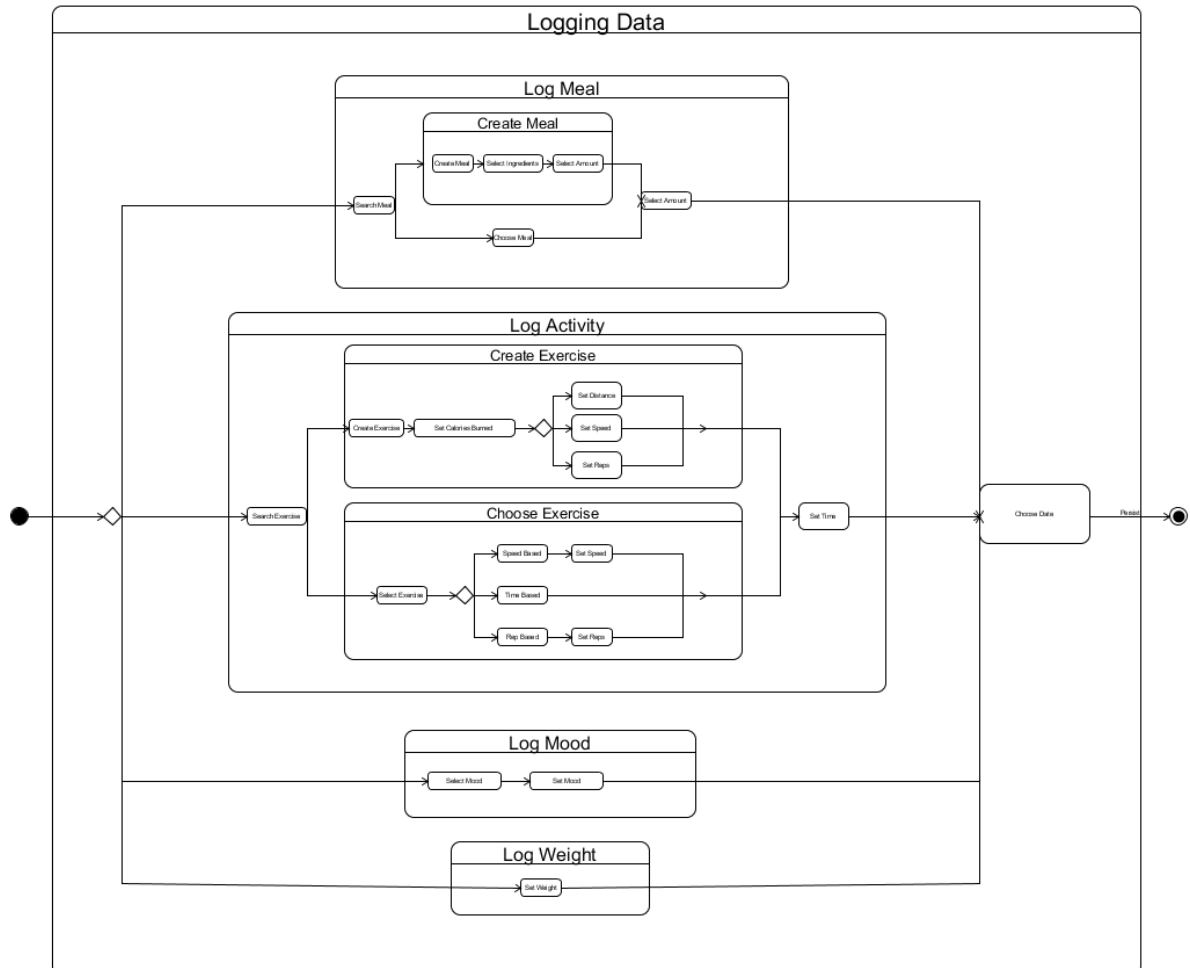 Logging Data
Log Meal
Create Meal
Create Meal
Select Ingredients
Select Amount
Search Meal
Select Amount
Choose Meal
Log Activity
Create Exercise
Set Distance
Create Exercise
Set Calories Burned
Set Speed
Set Reps
Choose Exercise
Search Exercise
Set Time
Choose Date
Persist
Speed Based
Set Speed
Select Exercise
Time Based
Rep Based
Set Reps
Log Mood
Select Mood
Set Mood
Log Weight
Set Weight